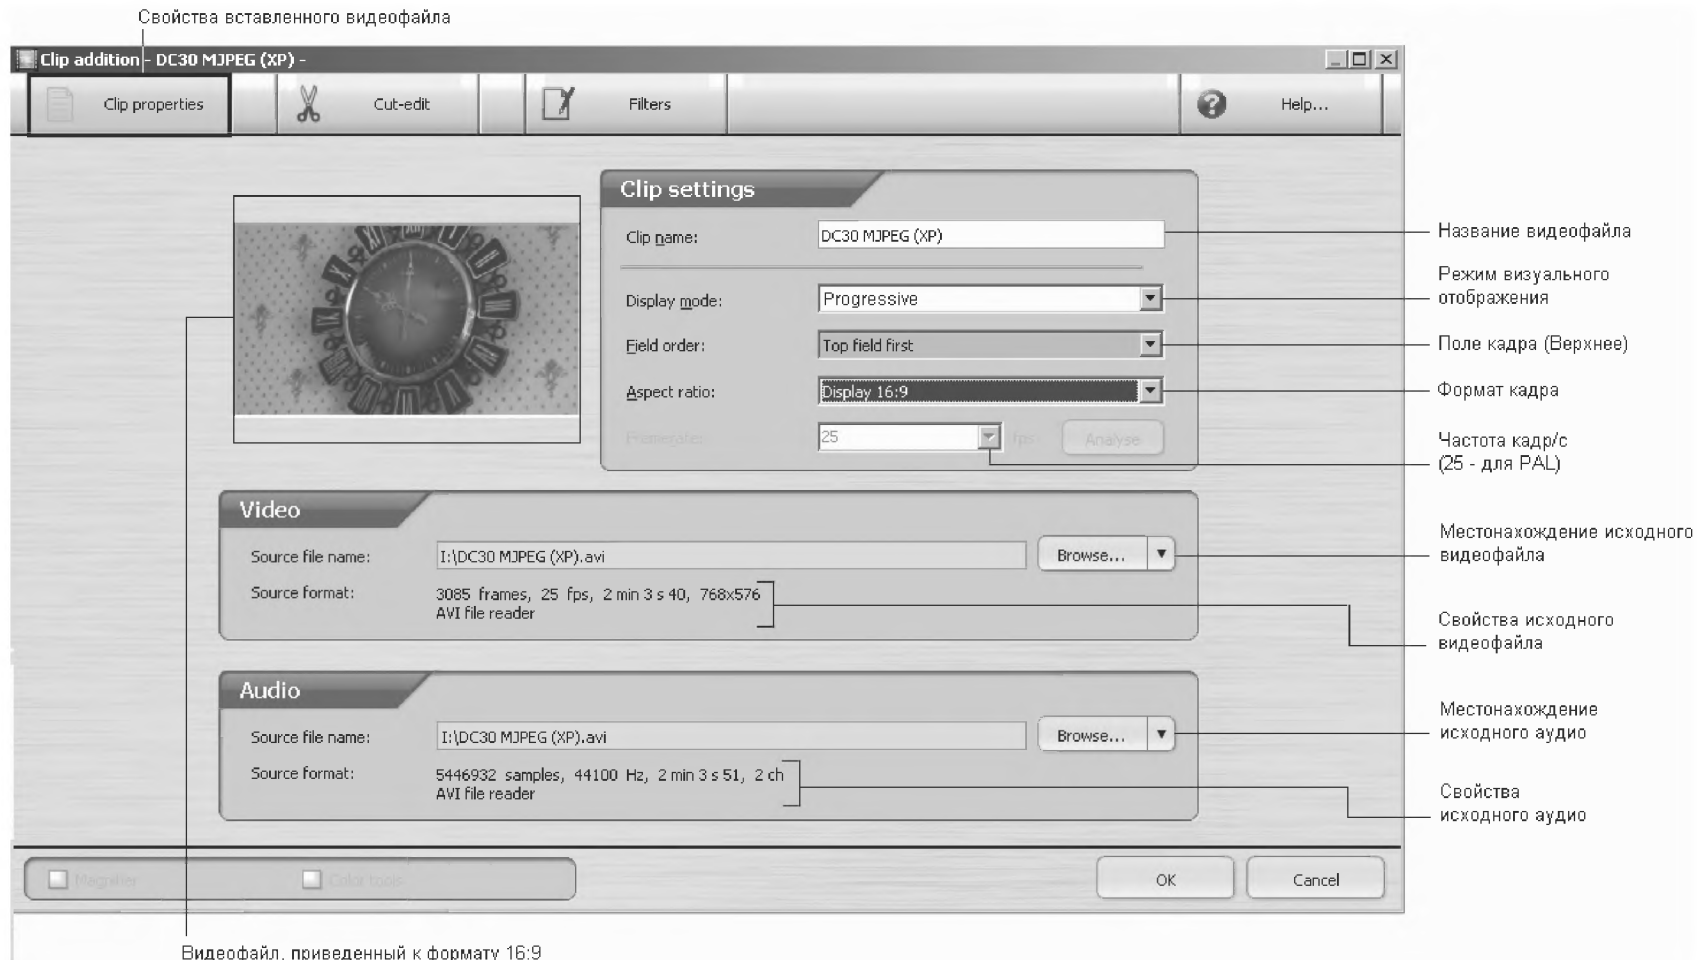 Свойства вставленного видеофайла
Clip addition - DC30 MJPEG (XP) -
Clip properties
Cut-edit
Filters
Help...
Clip settings
Clip name:
DC30 MJPEG (XP)
Название видеофайла
Display mode:
Progressive
Режим визуального
отображения
Field order:
Top field first
Поле кадра (Верхнее)
Aspect ratio:
Display 16:9
Формат кадра
Framerate:
25
fps
Analyse
Частота кадр/с
(25 - для PAL)
Video
Source file name:
I:\DC30 MJPEG (XP).avi
Browse...
Местонахождение исходного
видеофайла
Source format:
3085 frames, 25 fps, 2 min 3 s 40, 768x576
AVI file reader
Свойства исходного
видеофайла
Audio
Source file name:
I:\DC30 MJPEG (XP).avi
Browse...
Местонахождение
исходного аудио
Source format:
5446932 samples, 44100 Hz, 2 min 3 s 51, 2 ch
AVI file reader
Свойства
исходного аудио
Magnifier
Color tools
OK
Cancel
Видеофайл, приведенный к формату 16:9